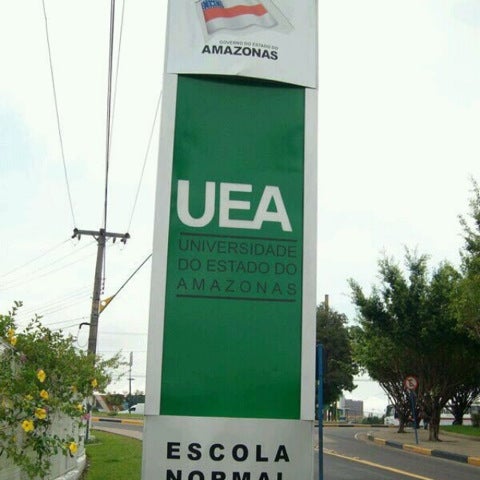 GOVERNO DO ESTADO DO
AMAZONAS
UEA
UNIVERSIDADE
DO ESTADO DO
AMAZONAS
ESCOLA
NORMAL